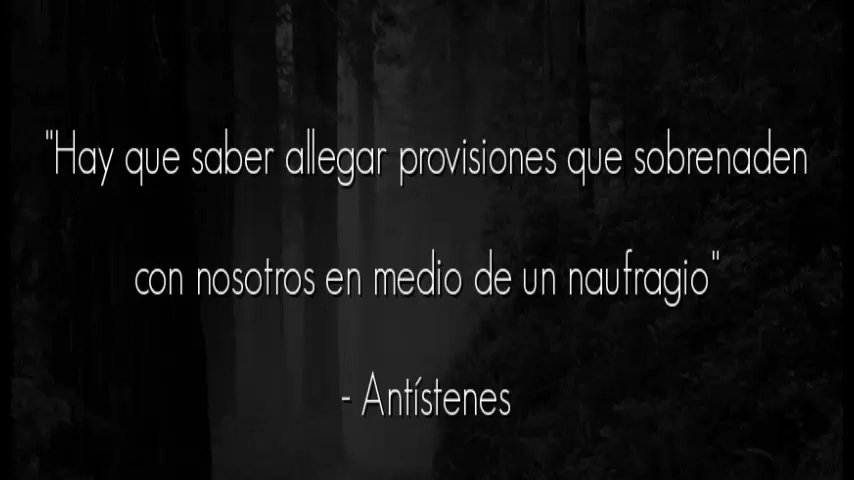 "Hay que saber allegar provisiones que sobrenaden
con nosotros en medio de un naufragio"
- Antístenes